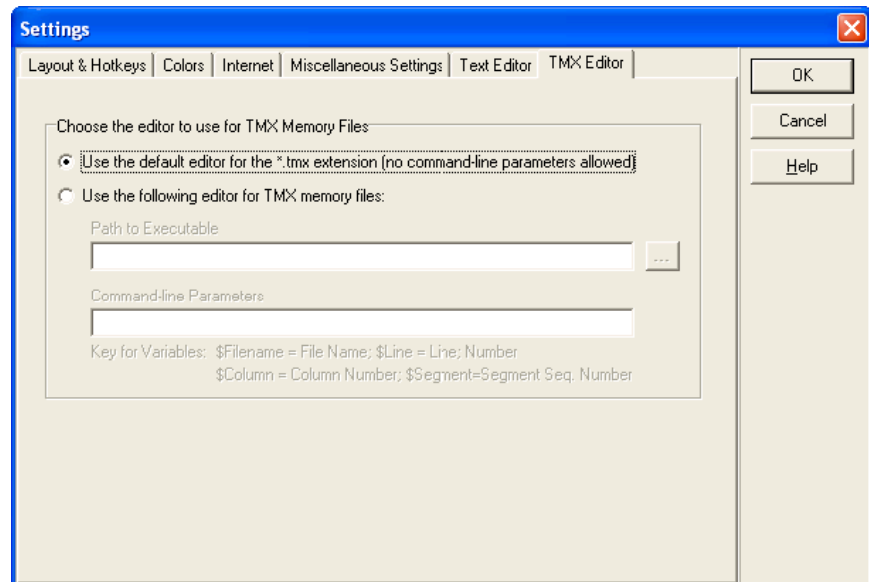 Settings
Layout & Hotkeys Colors Internet Miscellaneous Settings Text Editor TMX Editor
OK
Cancel
Help
Choose the editor to use for TMX Memory Files
Use the default editor for the *.tmx extension (no command-line parameters allowed)
Use the following editor for TMX memory files:
Path to Executable
...
Command-line Parameters
Key for Variables: $Filename = File Name; $Line = Line; Number
$Column = Column Number; $Segment=Segment Seq. Number